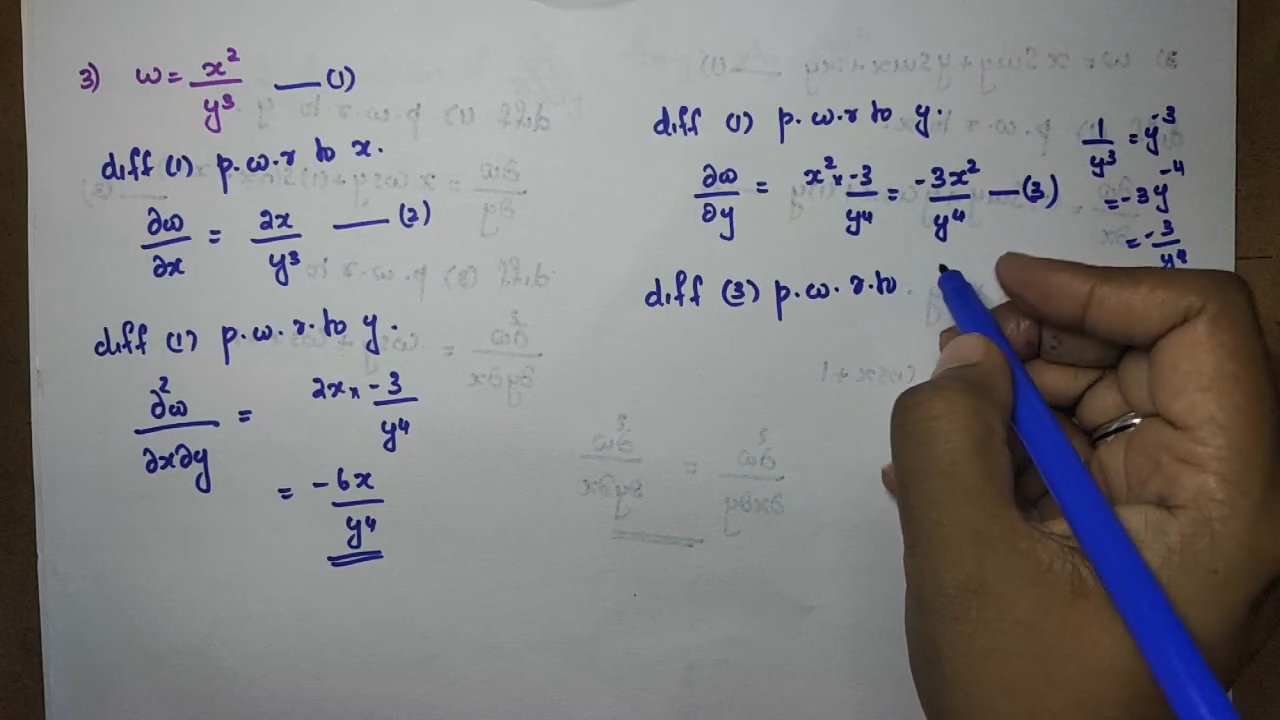 3) ω = x²/y³ — (1)
diff (1) p.w.r to x.
∂ω/∂x = 2x/y³ — (2)
diff (1) p.w.r.to y.
∂²ω/∂x∂y = 2x × -3/y⁴
= -6x/y⁴
diff (1) p.w.r to y.
∂ω/∂y = x² × -3/y⁴ = -3x²/y⁴ — (3)
1/y³ = y⁻³
= -3y⁻⁴
= -3/y⁴
diff (3) p.w.r.to